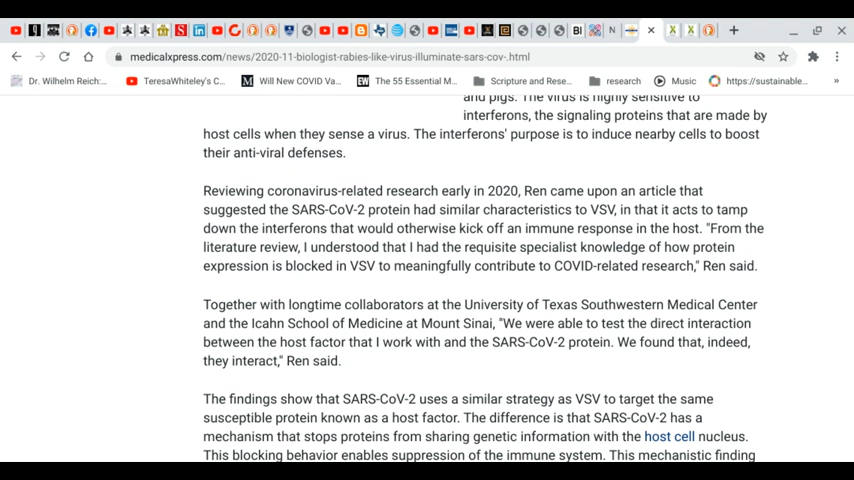 BI
N
medicalxpress.com/news/2020-11-biologist-rabies-like-virus-illuminate-sars-cov-.html
Dr. Wilhelm Reich:... TeresaWhiteley's C... Will New COVID Va... The 55 Essential M... Scripture and Rese... research Music https://sustainable...
and pigs. The virus is highly sensitive to
interferons, the signaling proteins that are made by
host cells when they sense a virus. The interferons' purpose is to induce nearby cells to boost
their anti-viral defenses.
Reviewing coronavirus-related research early in 2020, Ren came upon an article that
suggested the SARS-CoV-2 protein had similar characteristics to VSV, in that it acts to tamp
down the interferons that would otherwise kick off an immune response in the host. "From the
literature review, I understood that I had the requisite specialist knowledge of how protein
expression is blocked in VSV to meaningfully contribute to COVID-related research," Ren said.
Together with longtime collaborators at the University of Texas Southwestern Medical Center
and the Icahn School of Medicine at Mount Sinai, "We were able to test the direct interaction
between the host factor that I work with and the SARS-CoV-2 protein. We found that, indeed,
they interact," Ren said.
The findings show that SARS-CoV-2 uses a similar strategy as VSV to target the same
susceptible protein known as a host factor. The difference is that SARS-CoV-2 has a
mechanism that stops proteins from sharing genetic information with the host cell nucleus.
This blocking behavior enables suppression of the immune system. This mechanistic finding